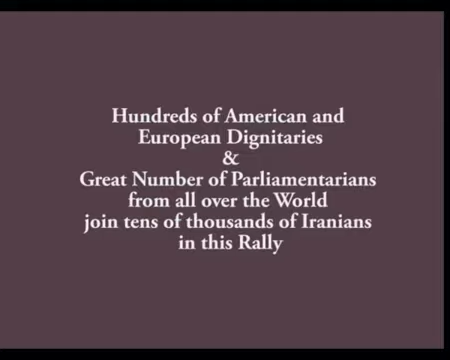 Hundreds of American and
European Dignitaries
&
Great Number of Parliamentarians
from all over the World
join tens of thousands of Iranians
in this Rally